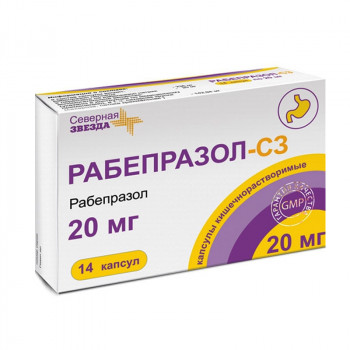 Северная
ЗВЕЗДА
РАБЕПРАЗОЛ-СЗ
Рабепразол
20 мг
14 капсул
капсулы кишечнорастворимые
GMP
20 мг